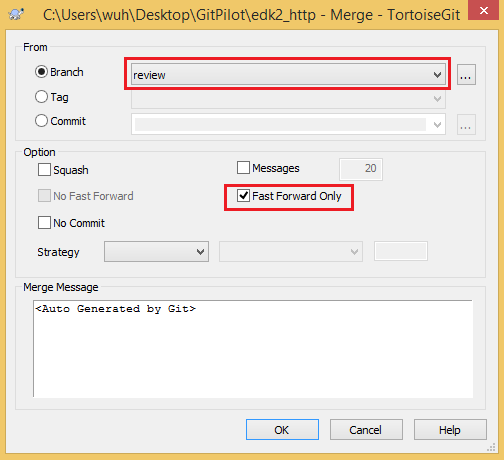 C:\Users\wuh\Desktop\GitPilot\edk2_http - Merge - TortoiseGit
From
Branch
review
...
Tag
Commit
...
Option
Squash
Messages
20
No Fast Forward
Fast Forward Only
No Commit
Strategy
Merge Message
<Auto Generated by Git>
OK
Cancel
Help